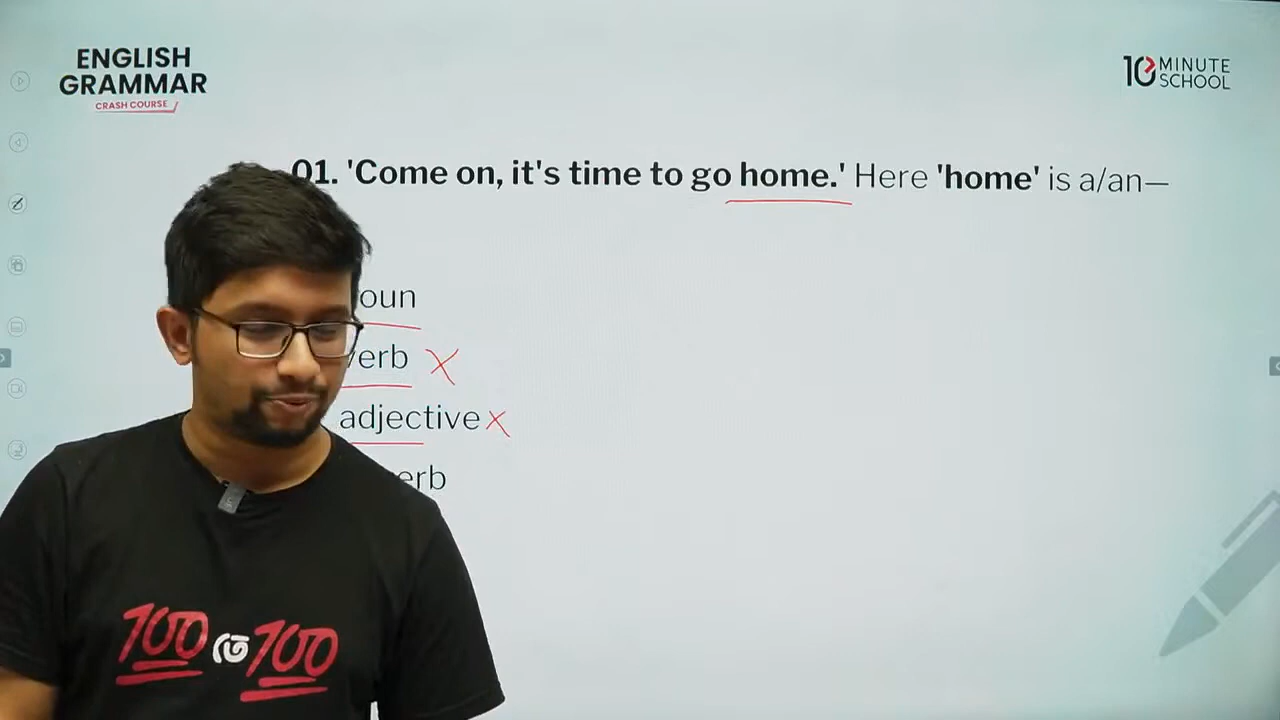 ENGLISH
GRAMMAR
CRASH COURSE
10 MINUTE
SCHOOL
01. 'Come on, it's time to go home.' Here 'home' is a/an—
oun
verb
adjective
erb
100 তে 100